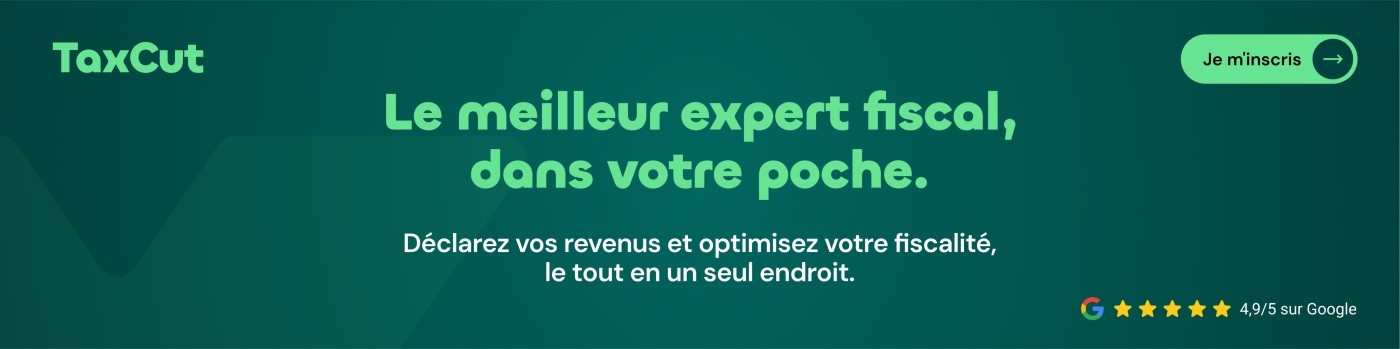 TaxCut
Je m'inscris
Le meilleur expert fiscal,
dans votre poche.
Déclarez vos revenus et optimisez votre fiscalité,
le tout en un seul endroit.
4,9/5 sur Google